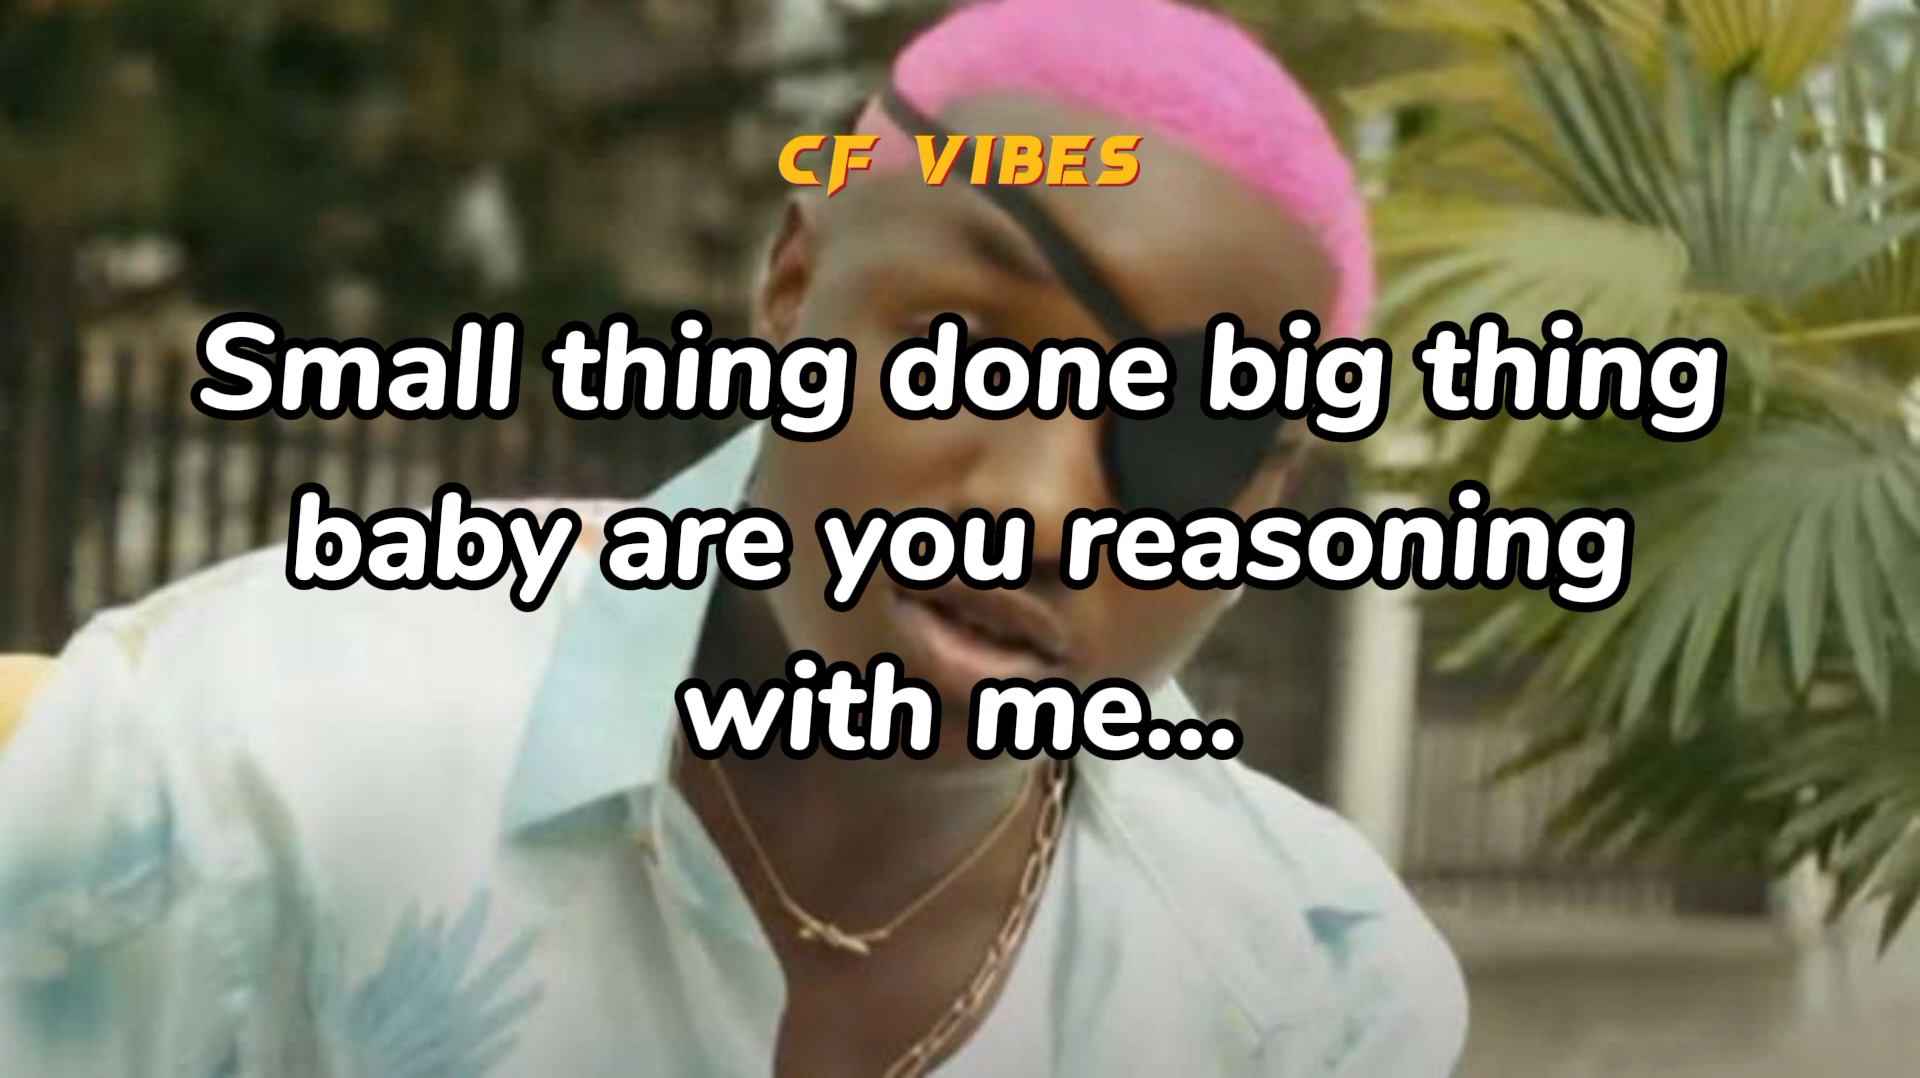 CF VIBES
Small thing done big thing
baby are you reasoning
with me...